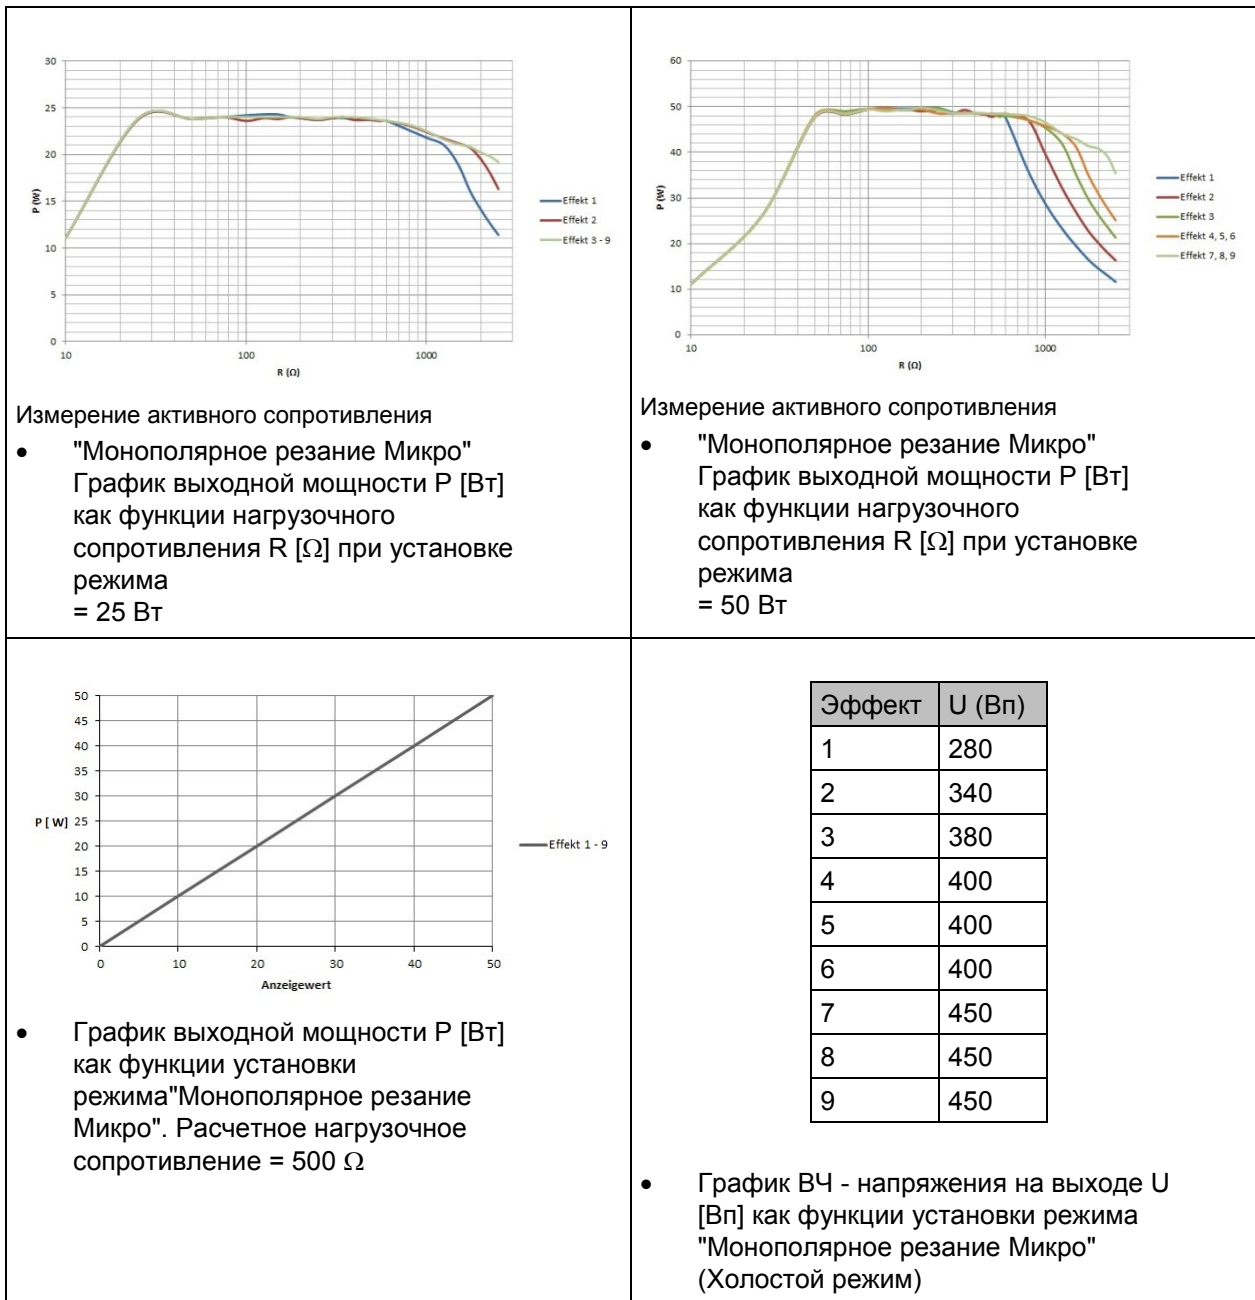 30
25
20
15
10
5
0
P (W)
10
100
1000
R (Ω)
Effekt 1
Effekt 2
Effekt 3 - 9
Измерение активного сопротивления
• "Монополярное резание Микро"
График выходной мощности P [Вт]
как функции нагрузочного
сопротивления R [Ω] при установке
режима
= 25 Вт
60
50
40
30
20
10
0
P (W)
10
100
1000
R (Ω)
Effekt 1
Effekt 2
Effekt 3
Effekt 4, 5, 6
Effekt 7, 8, 9
Измерение активного сопротивления
• "Монополярное резание Микро"
График выходной мощности P [Вт]
как функции нагрузочного
сопротивления R [Ω] при установке
режима
= 50 Вт
50
45
40
35
30
P [ W] 25
20
15
10
5
0
0 10 20 30 40 50
Anzeigewert
Effekt 1 - 9
• График выходной мощности P [Вт]
как функции установки
режима"Монополярное резание
Микро". Расчетное нагрузочное
сопротивление = 500 Ω
Эффект U (Вп)
1 280
2 340
3 380
4 400
5 400
6 400
7 450
8 450
9 450
• График ВЧ - напряжения на выходе U
[Вп] как функции установки режима
"Монополярное резание Микро"
(Холостой режим)